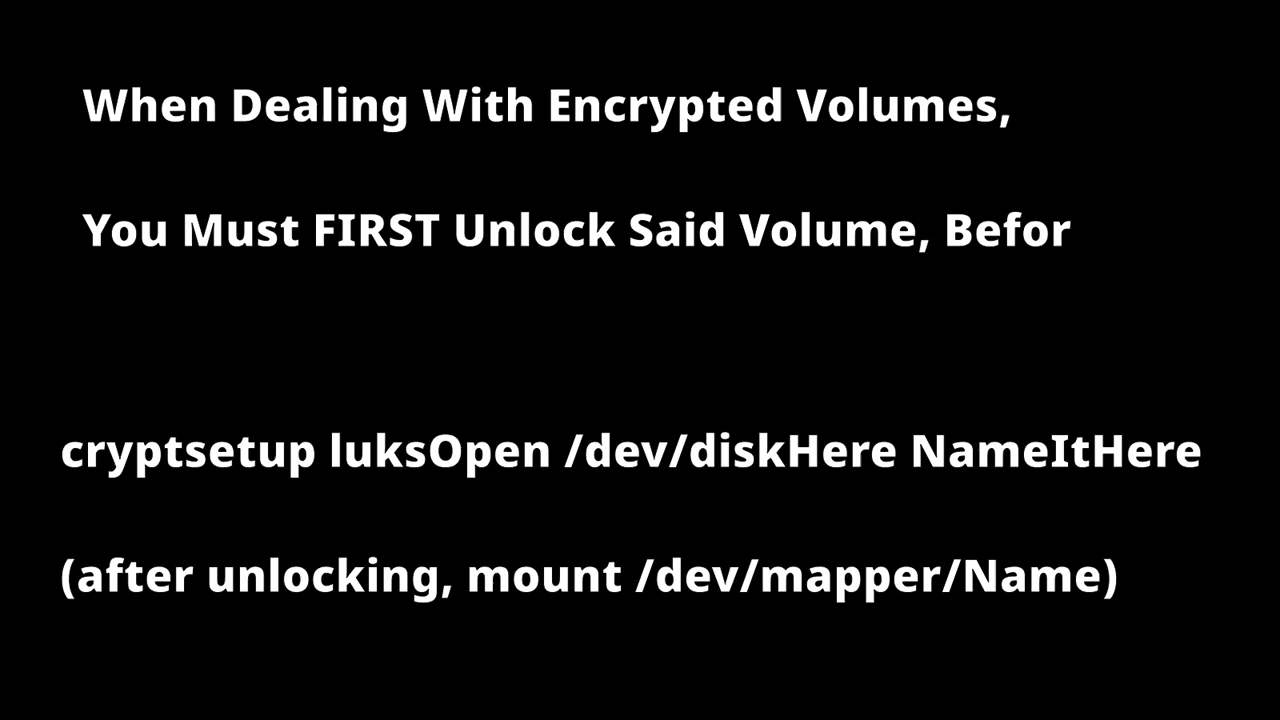 When Dealing With Encrypted Volumes,
You Must FIRST Unlock Said Volume, Befor
cryptsetup luksOpen /dev/diskHere NameItHere
(after unlocking, mount /dev/mapper/Name)